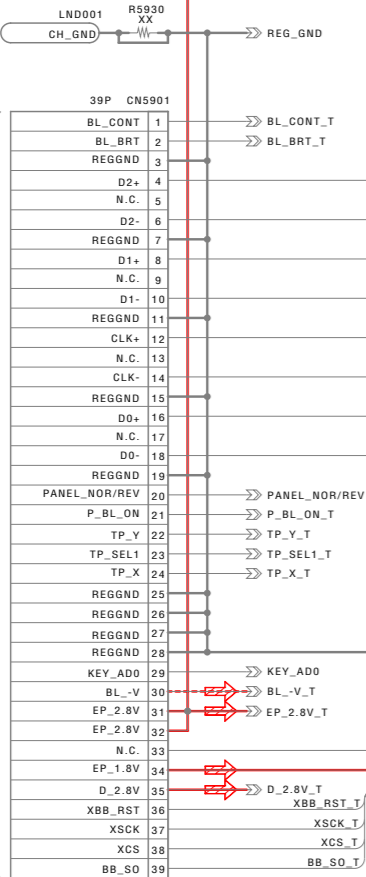 LND001
R5930
XX
CH_GND
REG_GND
39P CN5901
BL_CONT 1 BL_CONT_T
BL_BRT 2 BL_BRT_T
REGGND 3
D2+ 4
N.C. 5
D2- 6
REGGND 7
D1+ 8
N.C. 9
D1- 10
REGGND 11
CLK+ 12
N.C. 13
CLK- 14
REGGND 15
D0+ 16
N.C. 17
D0- 18
REGGND 19
PANEL_NOR/REV 20 PANEL_NOR/REV
P_BL_ON 21 P_BL_ON_T
TP_Y 22 TP_Y_T
TP_SEL1 23 TP_SEL1_T
TP_X 24 TP_X_T
REGGND 25
REGGND 26
REGGND 27
REGGND 28
KEY_AD0 29 KEY_AD0
BL_-V 30 BL_-V_T
EP_2.8V 31 EP_2.8V_T
EP_2.8V 32
N.C. 33
EP_1.8V 34
D_2.8V 35 D_2.8V_T
XBB_RST 36 XBB_RST_T
XSCK 37 XSCK_T
XCS 38 XCS_T
BB_SO 39 BB_SO_T